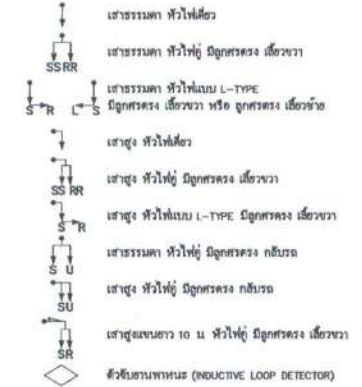 เสาธรรมดา หัวไฟเดี่ยว
เสาธรรมดา หัวไฟคู่ มีลูกศรตรง เลี้ยวขวา
SS RR
เสาธรรมดา หัวไฟแบบ L-TYPE
S R L S มีลูกศรตรง เลี้ยวขวา หรือ ลูกศรตรง เลี้ยวซ้าย
เสาสูง หัวไฟเดี่ยว
เสาสูง หัวไฟคู่ มีลูกศรตรง เลี้ยวขวา
SS RR
เสาสูง หัวไฟแบบ L-TYPE มีลูกศรตรง เลี้ยวขวา
S R
เสาธรรมดา หัวไฟคู่ มีลูกศรตรง กลับรถ
S U
เสาสูง หัวไฟคู่ มีลูกศรตรง กลับรถ
SU
เสาสูงแขนยาว 10 ม. หัวไฟคู่ มีลูกศรตรง เลี้ยวขวา
SR
ตัวจับยานพาหนะ (INDUCTIVE LOOP DETECTOR)